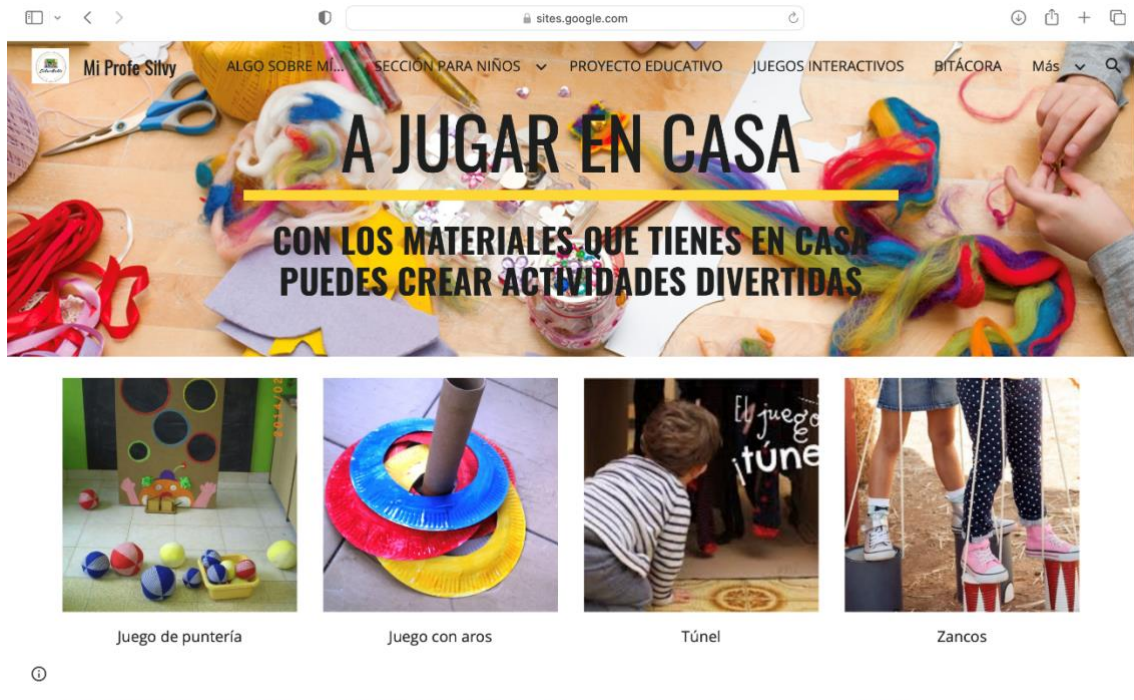 sites.google.com
Mi Profe Silvy
ALGO SOBRE MÍ...
SECCIÓN PARA NIÑOS
PROYECTO EDUCATIVO
JUEGOS INTERACTIVOS
BITÁCORA
Más
A JUGAR EN CASA
CON LOS MATERIALES QUE TIENES EN CASA
PUEDES CREAR ACTIVIDADES DIVERTIDAS
El juego
¡túne
Juego de puntería
Juego con aros
Túnel
Zancos